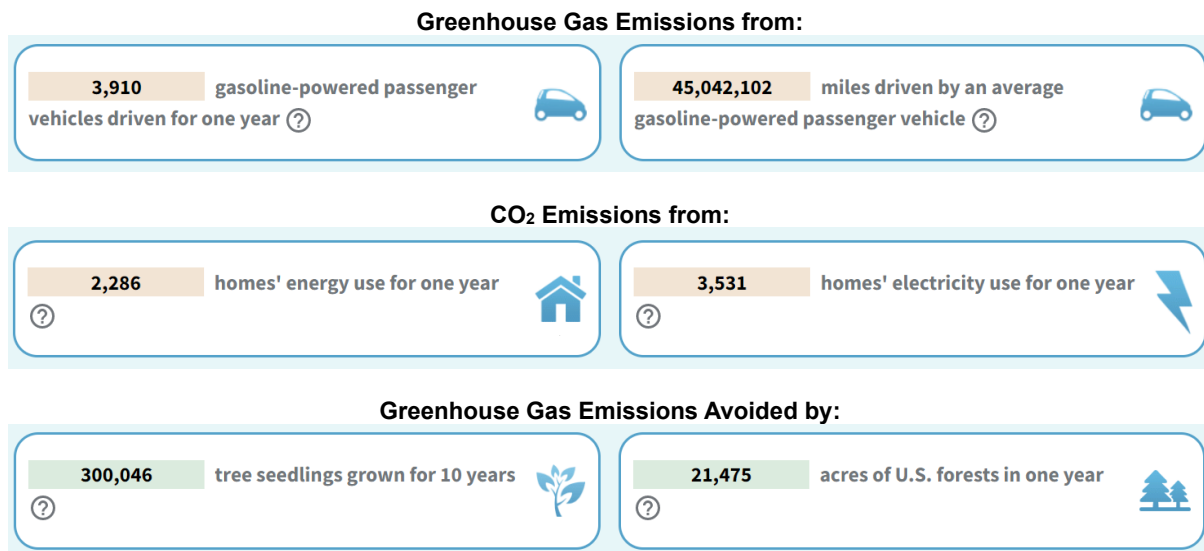 Greenhouse Gas Emissions from:
3,910 gasoline-powered passenger
vehicles driven for one year ?
45,042,102 miles driven by an average
gasoline-powered passenger vehicle ?
CO₂ Emissions from:
2,286 homes' energy use for one year
?
3,531 homes' electricity use for one year
?
Greenhouse Gas Emissions Avoided by:
300,046 tree seedlings grown for 10 years
?
21,475 acres of U.S. forests in one year
?